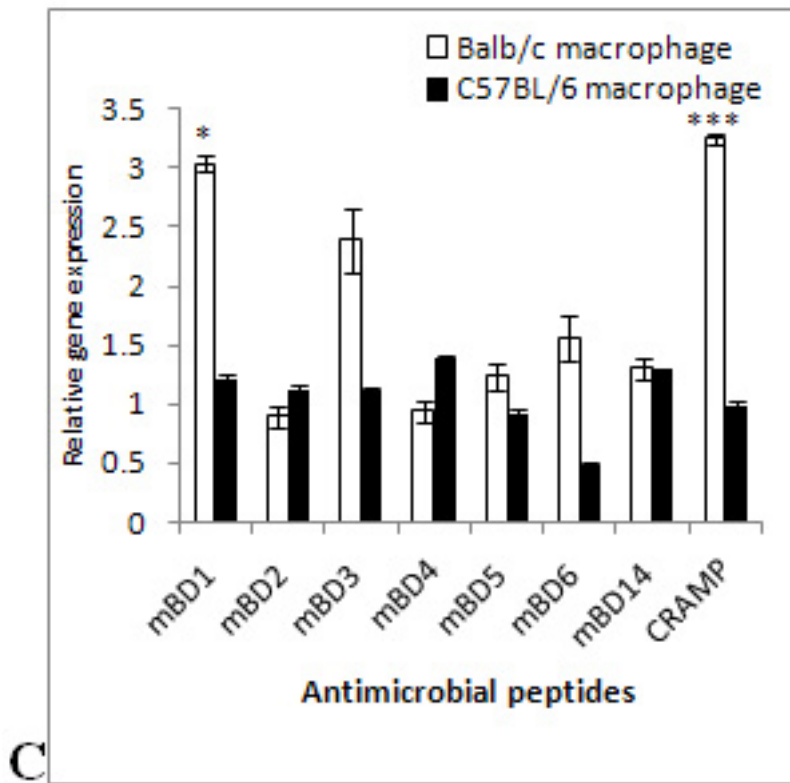 Balb/c macrophage
C57BL/6 macrophage
Relative gene expression
3.5
3
2.5
2
1.5
1
0.5
0
*
***
mBD1
mBD2
mBD3
mBD4
mBD5
mBD6
mBD14
CRAMP
Antimicrobial peptides
C